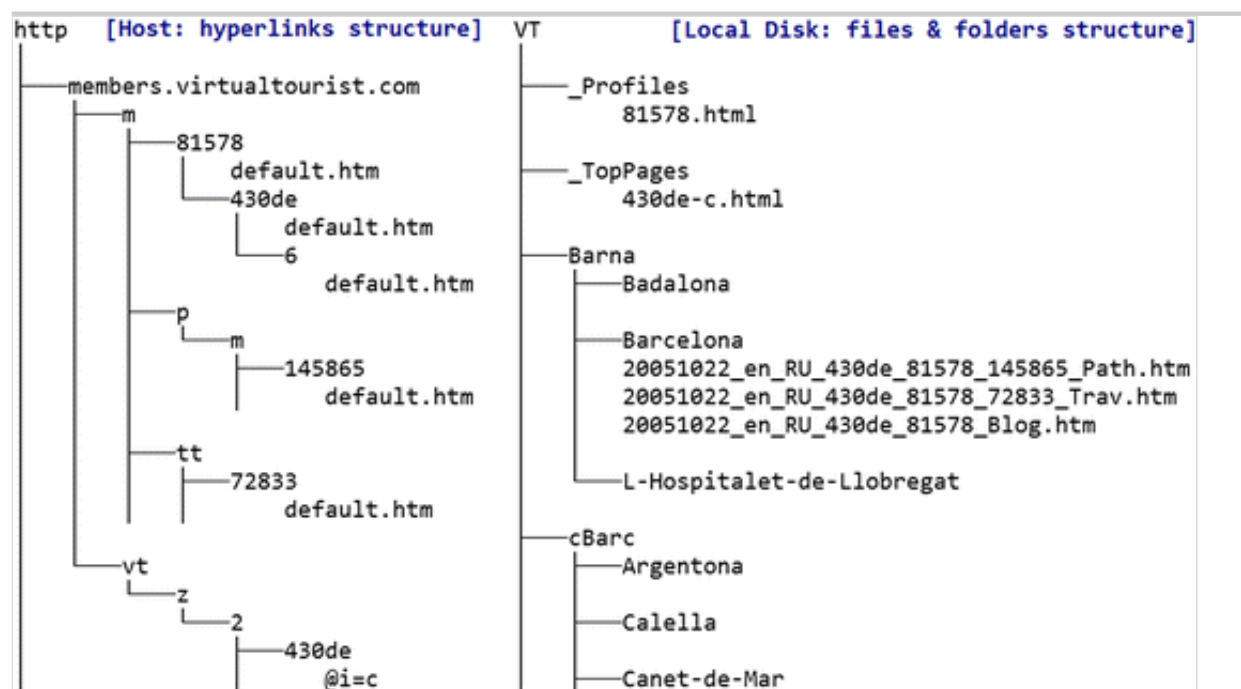 http [Host: hyperlinks structure]
members.virtualtourist.com
m
81578
default.htm
430de
default.htm
6
default.htm
p
m
145865
default.htm
tt
72833
default.htm
vt
z
2
430de
@i=c
VT [Local Disk: files & folders structure]
_Profiles
81578.html
_TopPages
430de-c.html
Barna
Badalona
Barcelona
20051022_en_RU_430de_81578_145865_Path.htm
20051022_en_RU_430de_81578_72833_Trav.htm
20051022_en_RU_430de_81578_Blog.htm
L-Hospitalet-de-Llobregat
cBarc
Argentona
Calella
Canet-de-Mar